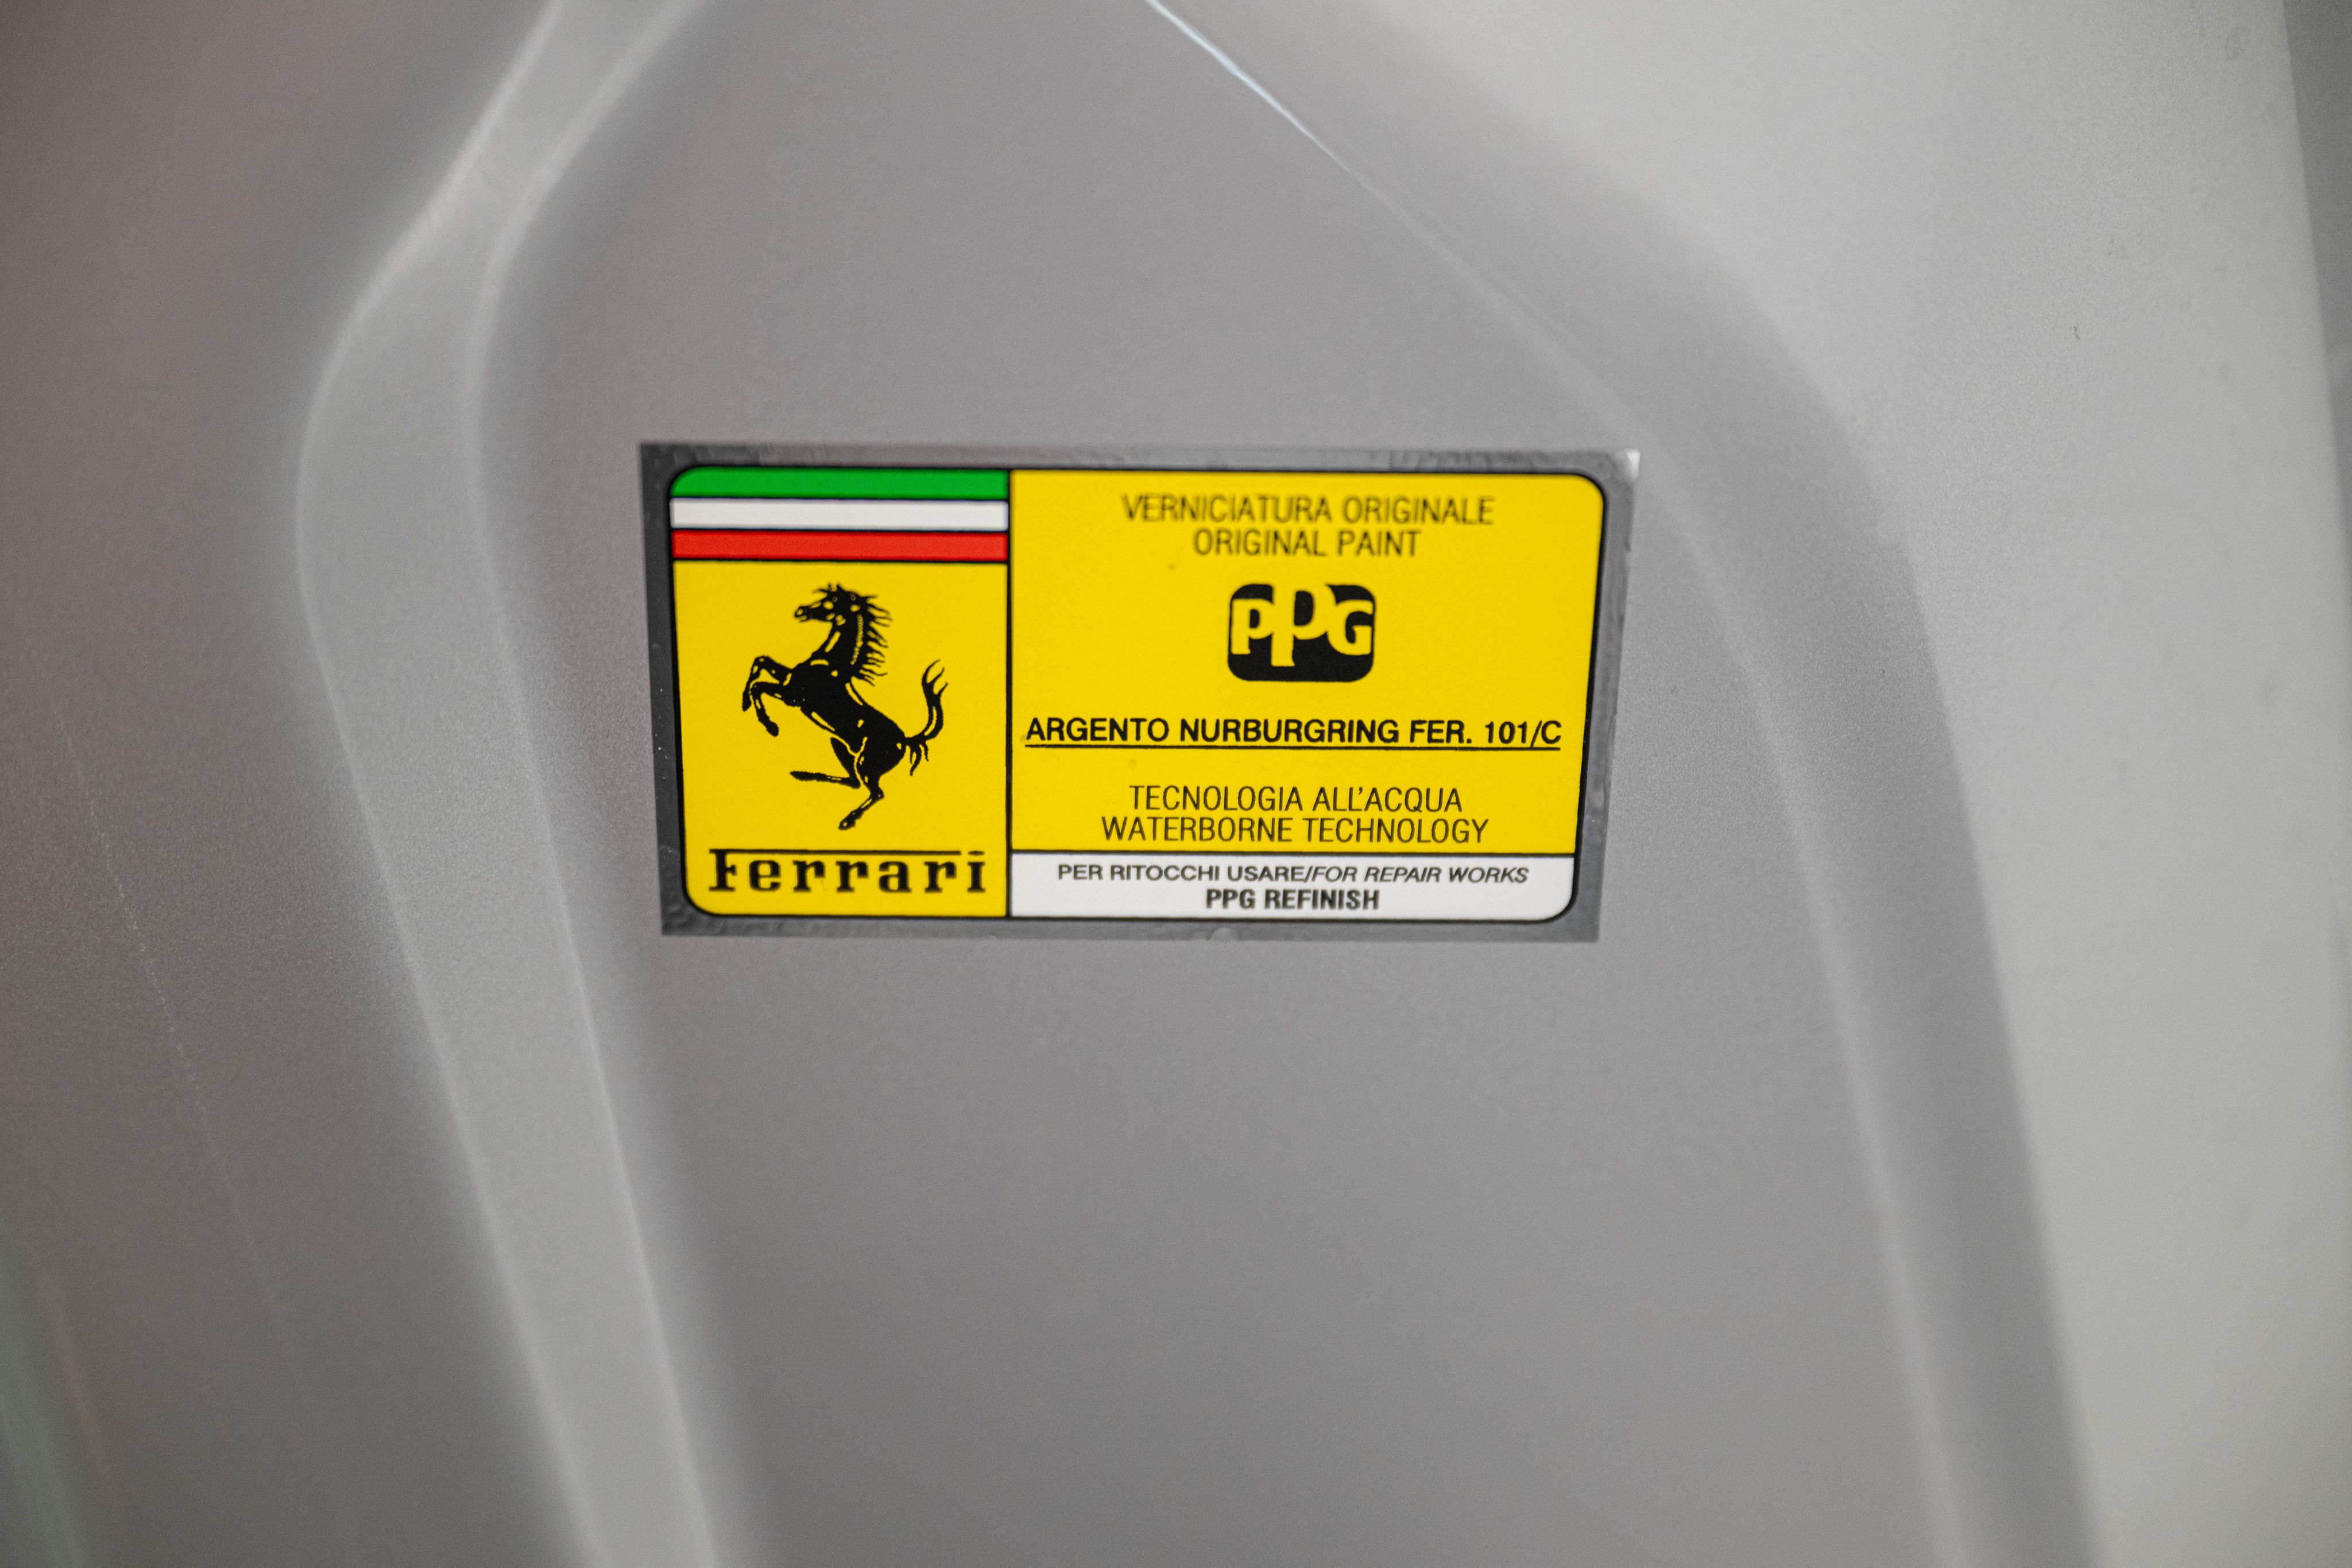 VERNICIATURA ORIGINALE
ORIGINAL PAINT
PPG
ARGENTO NURBURGRING FER. 101/C
TECNOLOGIA ALL'ACQUA
WATERBORNE TECHNOLOGY
Ferrari
PER RITOCCHI USARE/FOR REPAIR WORKS
PPG REFINISH